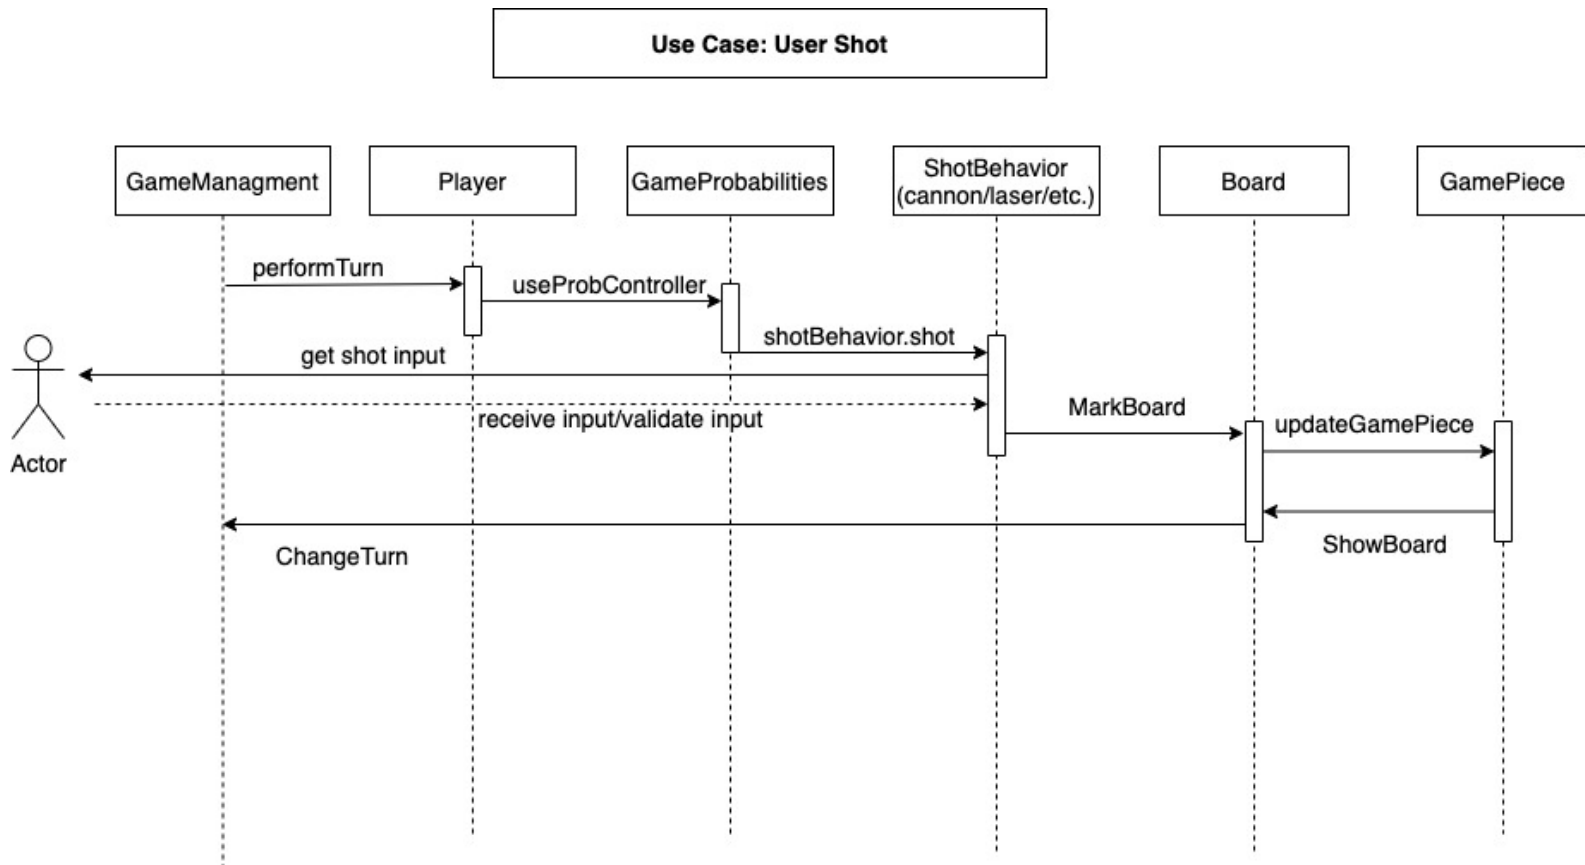 Use Case: User Shot
GameManagment
Player
GameProbabilities
ShotBehavior
(cannon/laser/etc.)
Board
GamePiece
performTurn
useProbController
shotBehavior.shot
get shot input
receive input/validate input
MarkBoard
updateGamePiece
Actor
ShowBoard
ChangeTurn